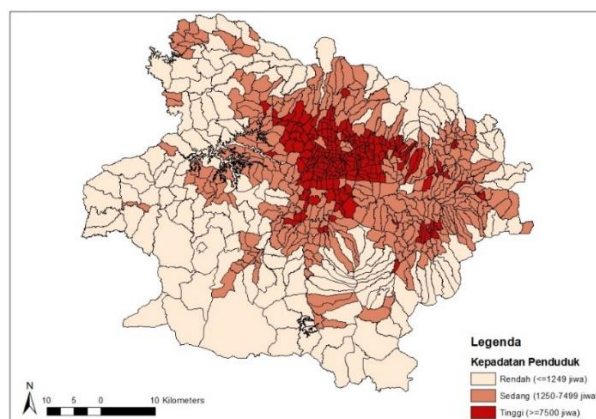 Legenda
Kepadatan Penduduk
Rendah (<=1249 jiwa)
Sedang (1250-7499 jiwa)
Tinggi (>=7500 jiwa)
N
10 5 0 10 Kilometers